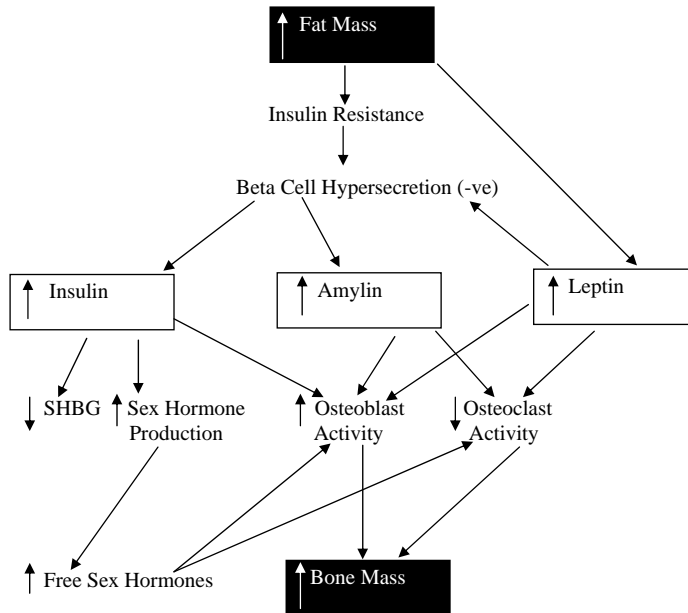 Fat Mass
Insulin Resistance
Beta Cell Hypersecretion (-ve)
Insulin
Amylin
Leptin
SHBG
Sex Hormone
Production
Osteoblast
Activity
Osteoclast
Activity
Free Sex Hormones
Bone Mass